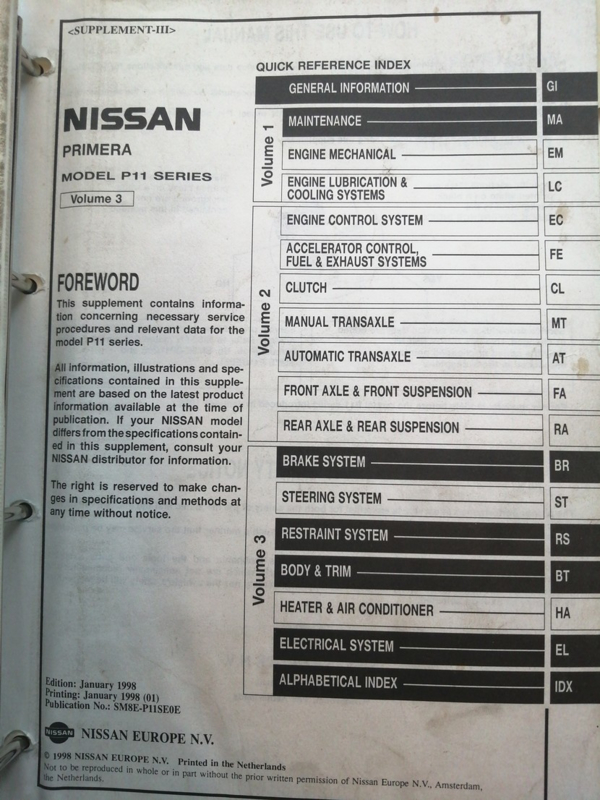 <SUPPLEMENT-III>
NISSAN
PRIMERA
MODEL P11 SERIES
Volume 3
FOREWORD
This supplement contains informa-
tion concerning necessary service
procedures and relevant data for the
model P11 series.
All information, illustrations and spe-
cifications contained in this supple-
ment are based on the latest product
information available at the time of
publication. If your NISSAN model
differs from the specifications contain-
ed in this supplement, consult your
NISSAN distributor for information.
The right is reserved to make chan-
ges in specifications and methods at
any time without notice.
Edition: January 1998
Printing: January 1998 (01)
Publication No.: SM8E-P11SE0E
NISSAN NISSAN EUROPE N.V.
© 1998 NISSAN EUROPE N.V. Printed in the Netherlands
Not to be reproduced in whole or in part without the prior written permission of Nissan Europe N.V., Amsterdam,
the Netherlands.
QUICK REFERENCE INDEX
GENERAL INFORMATION GI
Volume 1
MAINTENANCE MA
ENGINE MECHANICAL EM
ENGINE LUBRICATION &
COOLING SYSTEMS LC
Volume 2
ENGINE CONTROL SYSTEM EC
ACCELERATOR CONTROL,
FUEL & EXHAUST SYSTEMS FE
CLUTCH CL
MANUAL TRANSAXLE MT
AUTOMATIC TRANSAXLE AT
FRONT AXLE & FRONT SUSPENSION FA
REAR AXLE & REAR SUSPENSION RA
Volume 3
BRAKE SYSTEM BR
STEERING SYSTEM ST
RESTRAINT SYSTEM RS
BODY & TRIM BT
HEATER & AIR CONDITIONER HA
ELECTRICAL SYSTEM EL
ALPHABETICAL INDEX IDX